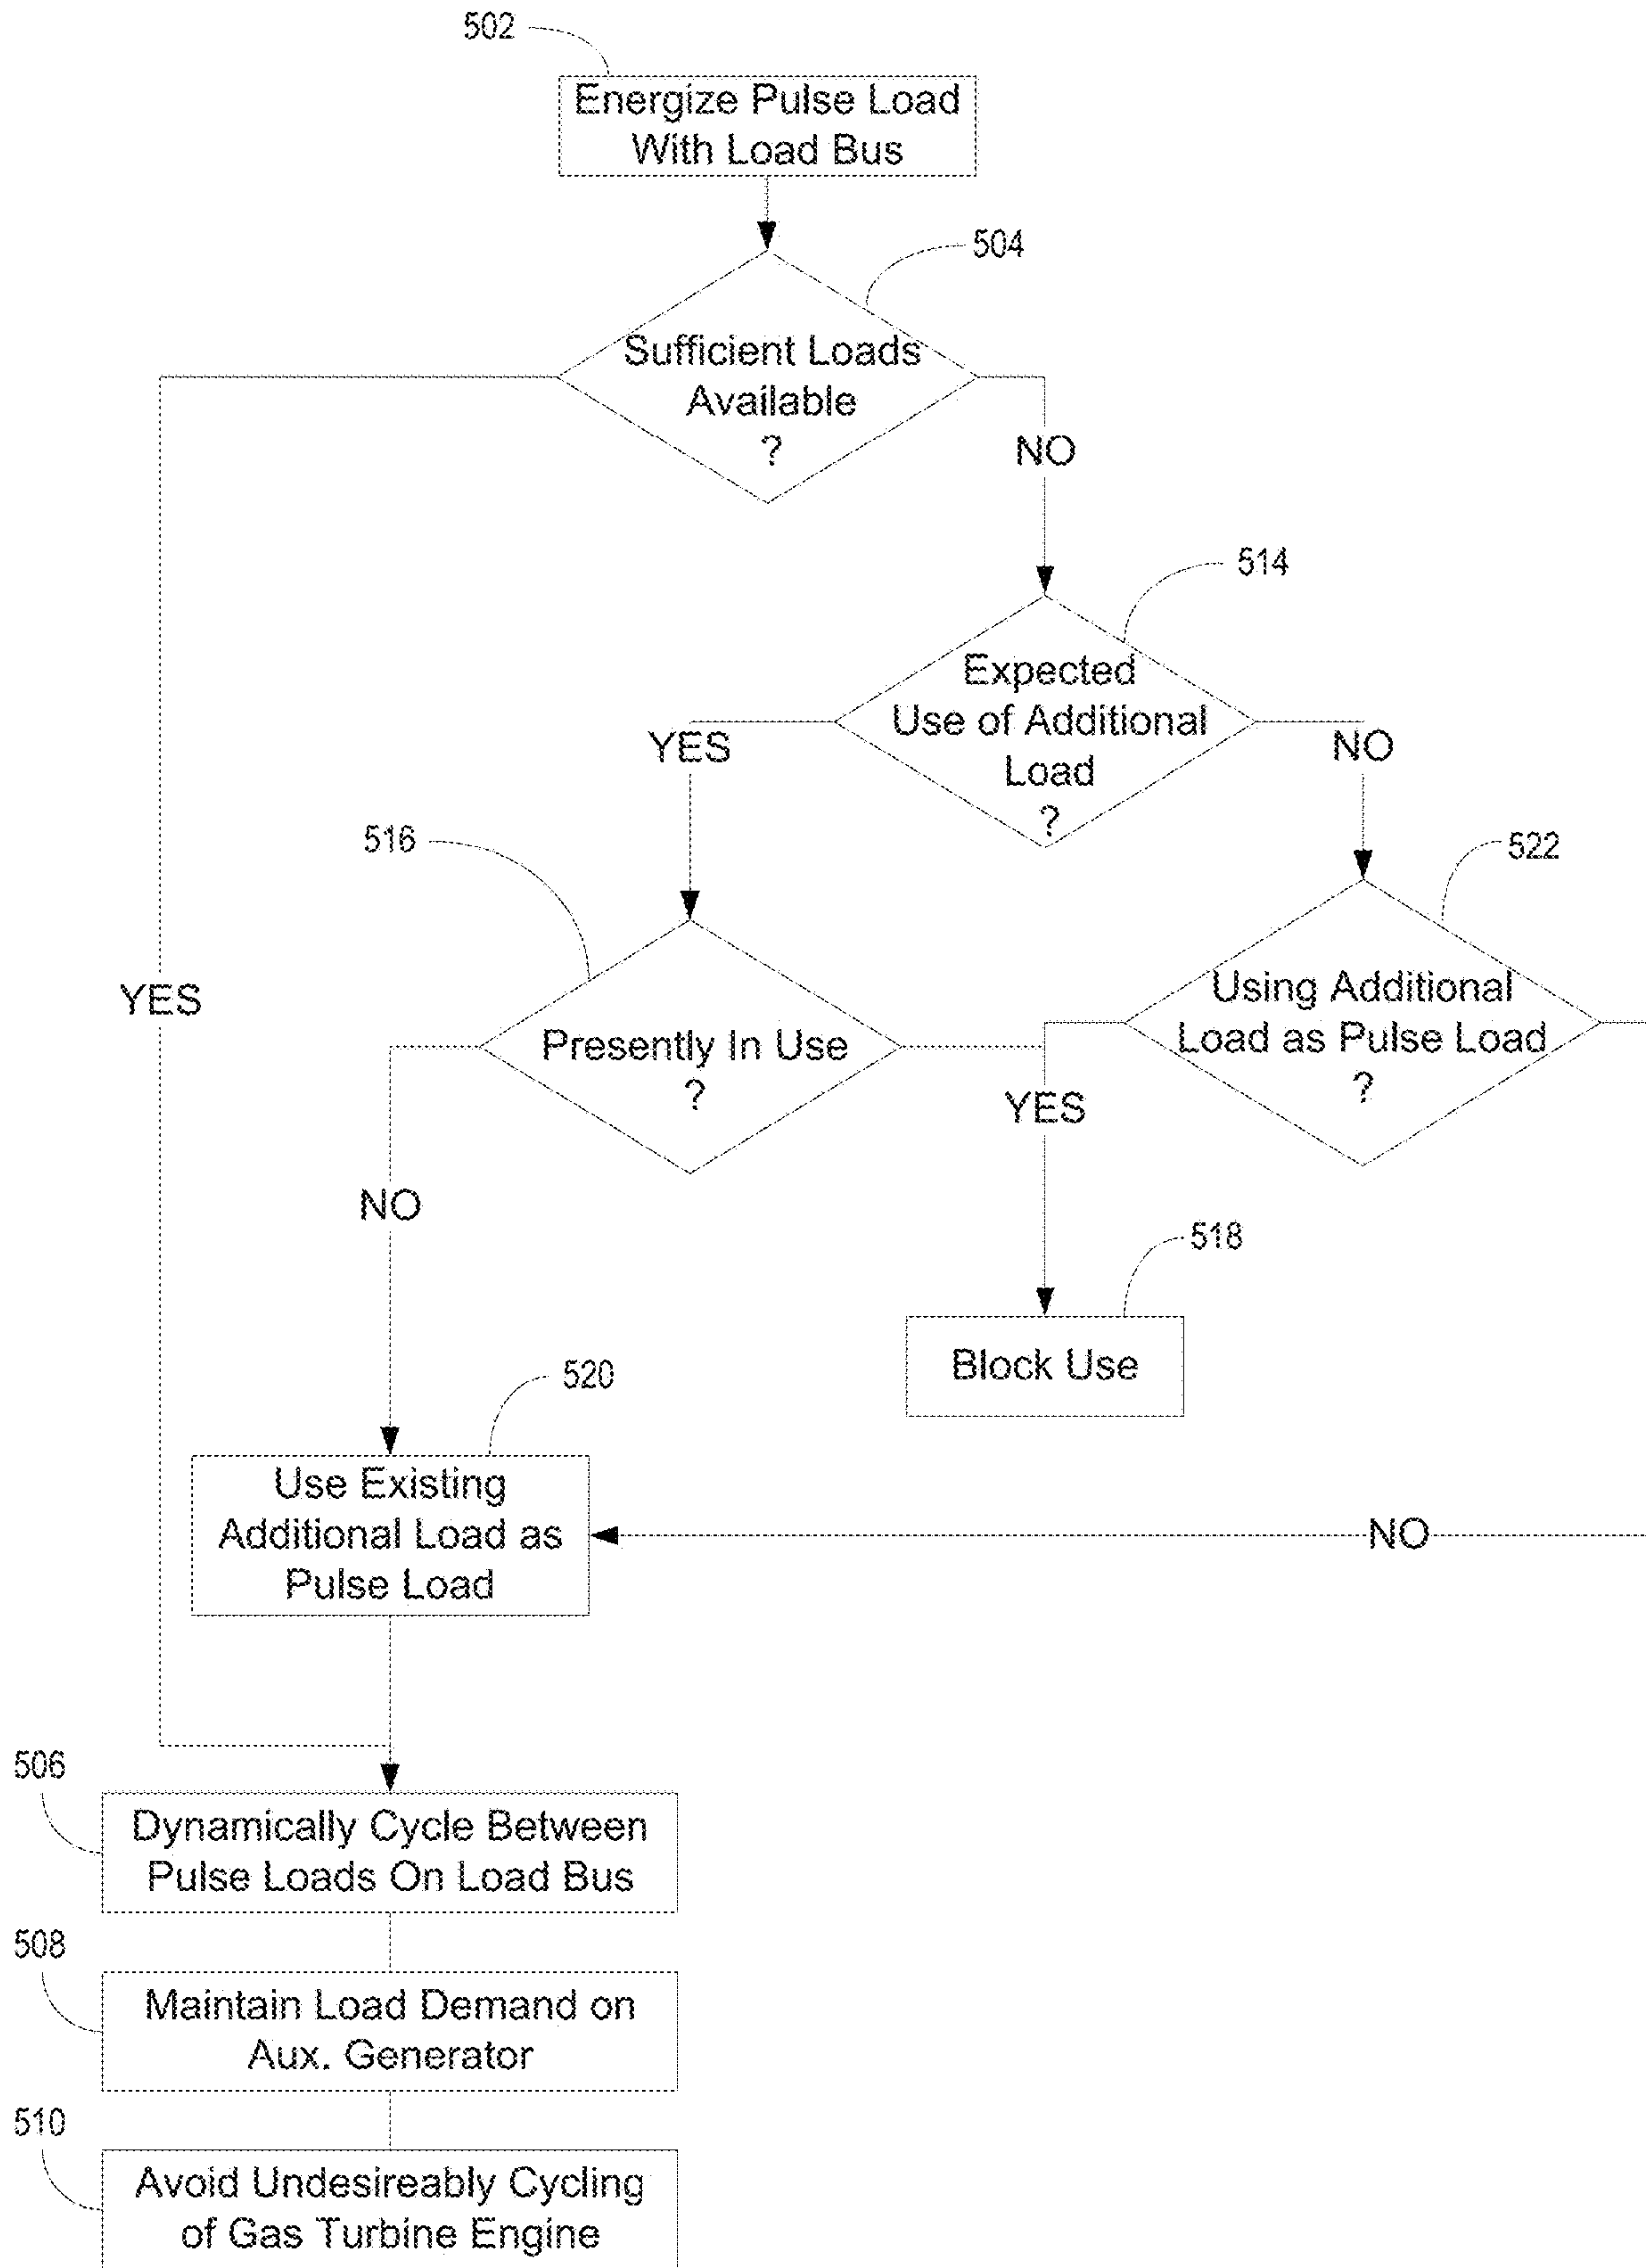 502
Energize Pulse Load
With Load Bus
504
Sufficient Loads
Available
?
NO
514
Expected
Use of Additional
Load
?
YES
NO
516
522
YES
Using Additional
Load as Pulse Load
?
Presently In Use
?
YES
NO
518
Block Use
520
Use Existing
Additional Load as
Pulse Load
NO
506
Dynamically Cycle Between
Pulse Loads On Load Bus
508
Maintain Load Demand on
Aux. Generator
510
Avoid Undesireably Cycling
of Gas Turbine Engine